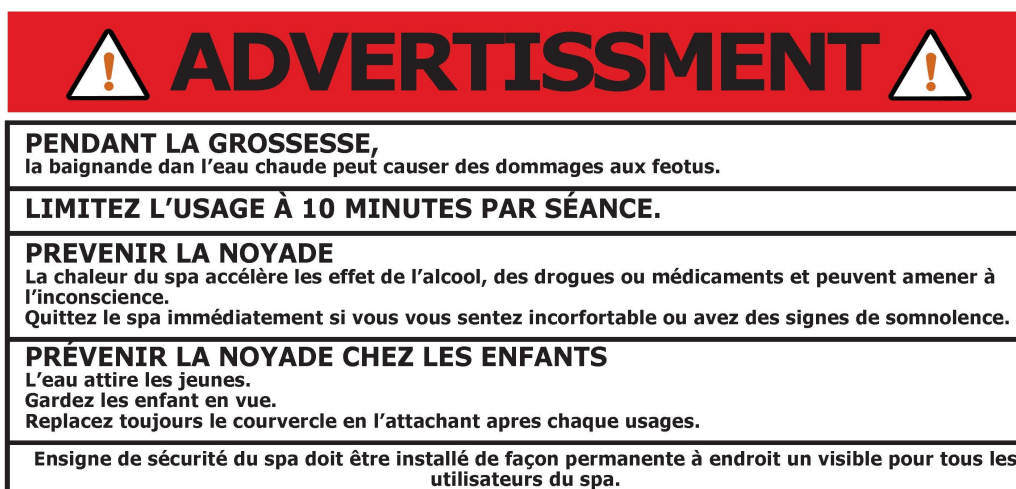 ADVERTISSMENT
PENDANT LA GROSSESSE,
la baignande dan l'eau chaude peut causer des dommages aux feotus.
LIMITEZ L'USAGE À 10 MINUTES PAR SÉANCE.
PREVENIR LA NOYADE
La chaleur du spa accélère les effet de l'alcool, des drogues ou médicaments et peuvent amener à
l'inconscience.
Quittez le spa immédiatement si vous vous sentez incorfortable ou avez des signes de somnolence.
PRÉVENIR LA NOYADE CHEZ LES ENFANTS
L'eau attire les jeunes.
Gardez les enfant en vue.
Replacez toujours le courvercle en l'attachant apres chaque usages.
Ensigne de sécurité du spa doit être installé de façon permanente à endroit un visible pour tous les
utilisateurs du spa.